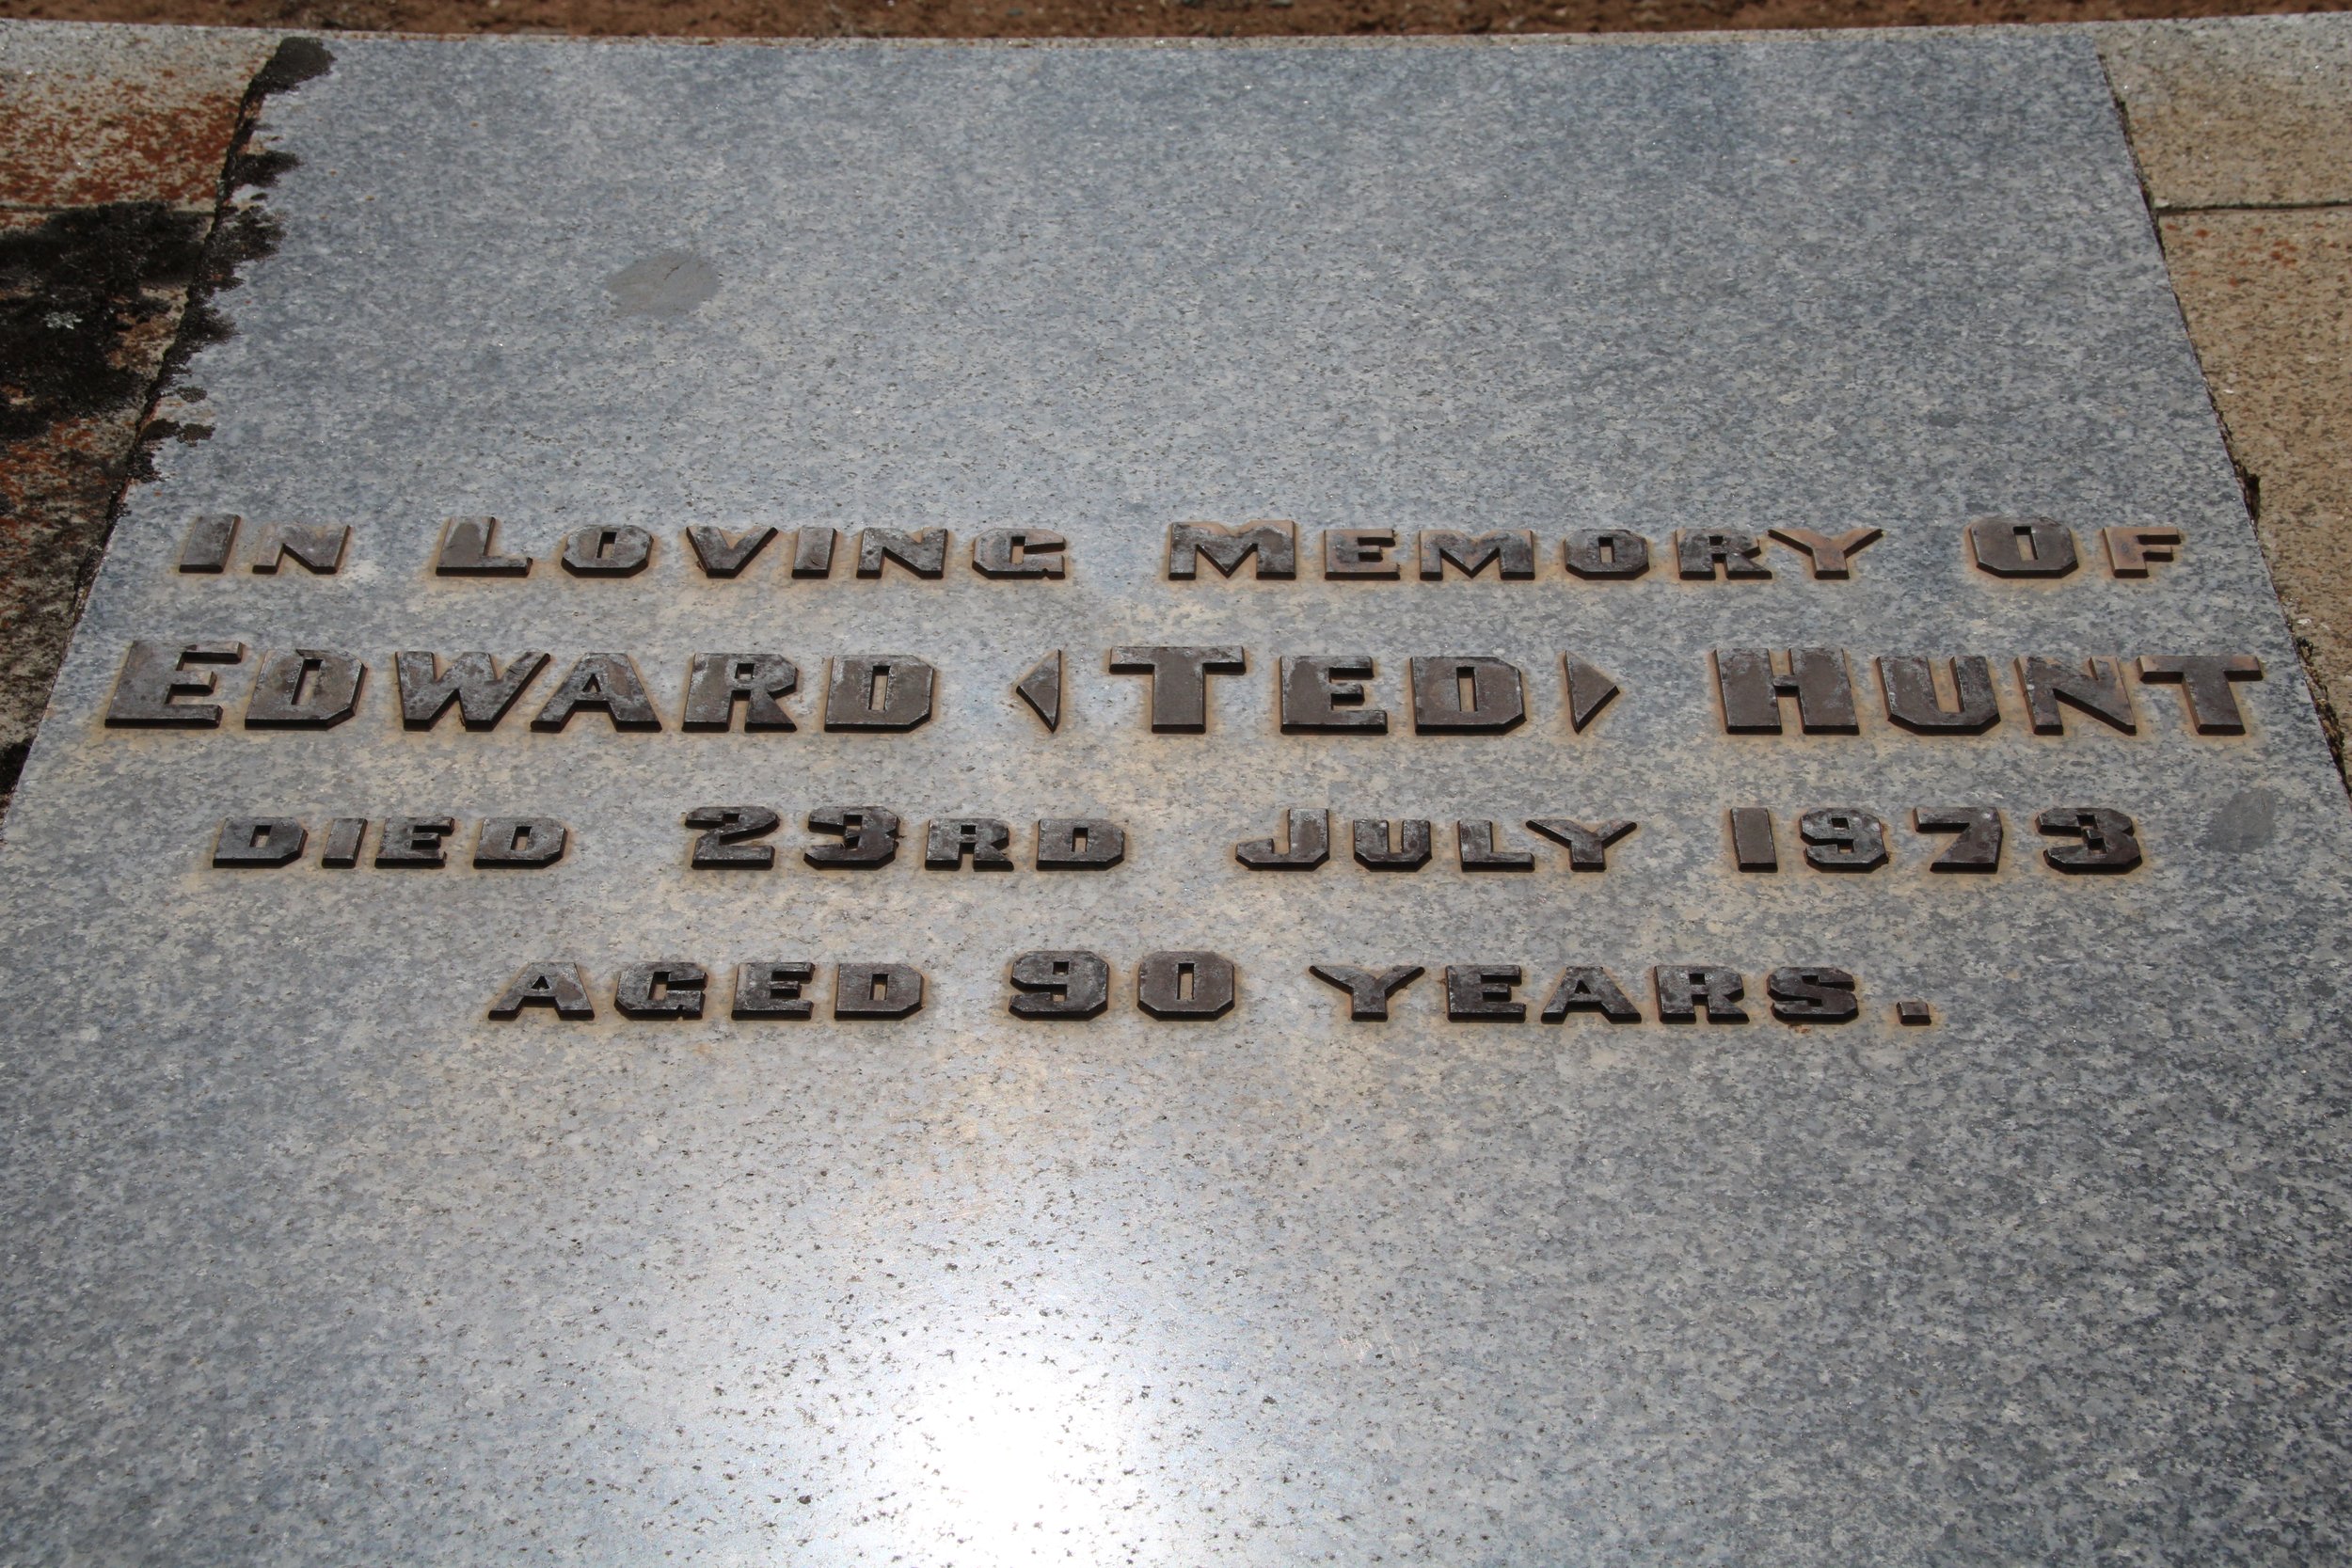 In Loving Memory Of
Edward (Ted) Hunt
died 23rd July 1973
aged 90 years.